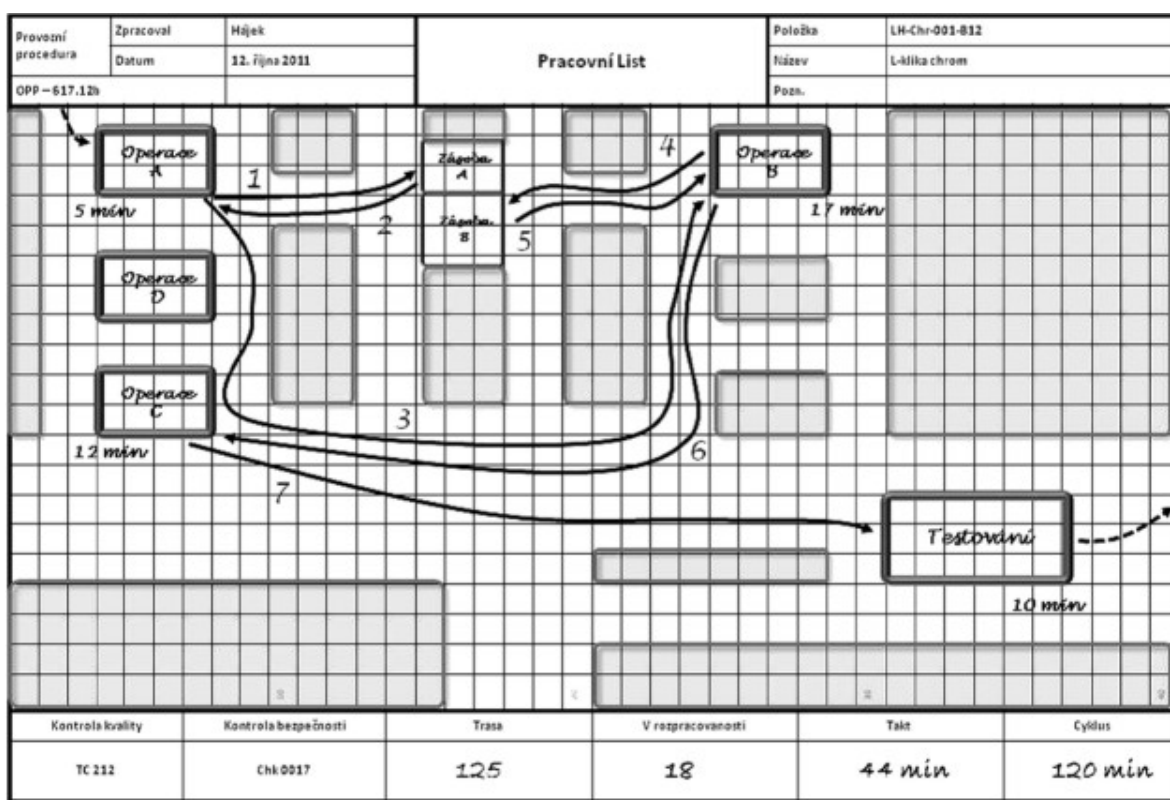 Provozní procedura
Zpracoval
Hájek
Pracovní List
Položka
LH-Chr-001-812
Datum
12. října 2011
Název
L-klika chrom
OPP – 617.12b
Pozn.
Operace A
5 min
1
2
Zásoba A
Zásoba B
4
5
Operace B
17 min
Operace D
Operace C
12 min
3
6
7
Testování
10 min
Kontrola kvality
Kontrola bezpečnosti
Trasa
V rozpracovanosti
Takt
Cyklus
TC 212
Chk 0017
125
18
44 min
120 min